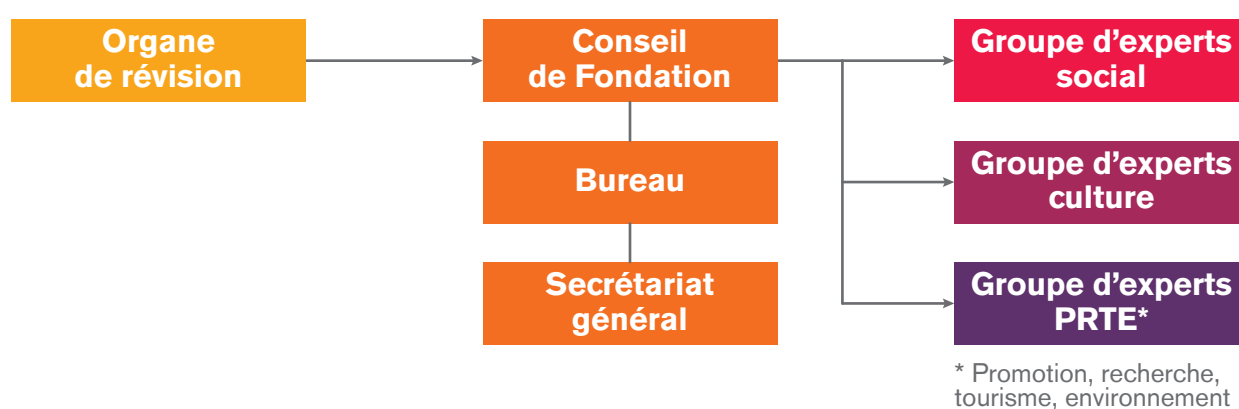 Organe
de révision
Conseil
de Fondation
Groupe d’experts
social
Bureau
Groupe d’experts
culture
Secrétariat
général
Groupe d’experts
PRTE*
* Promotion, recherche,
tourisme, environnement